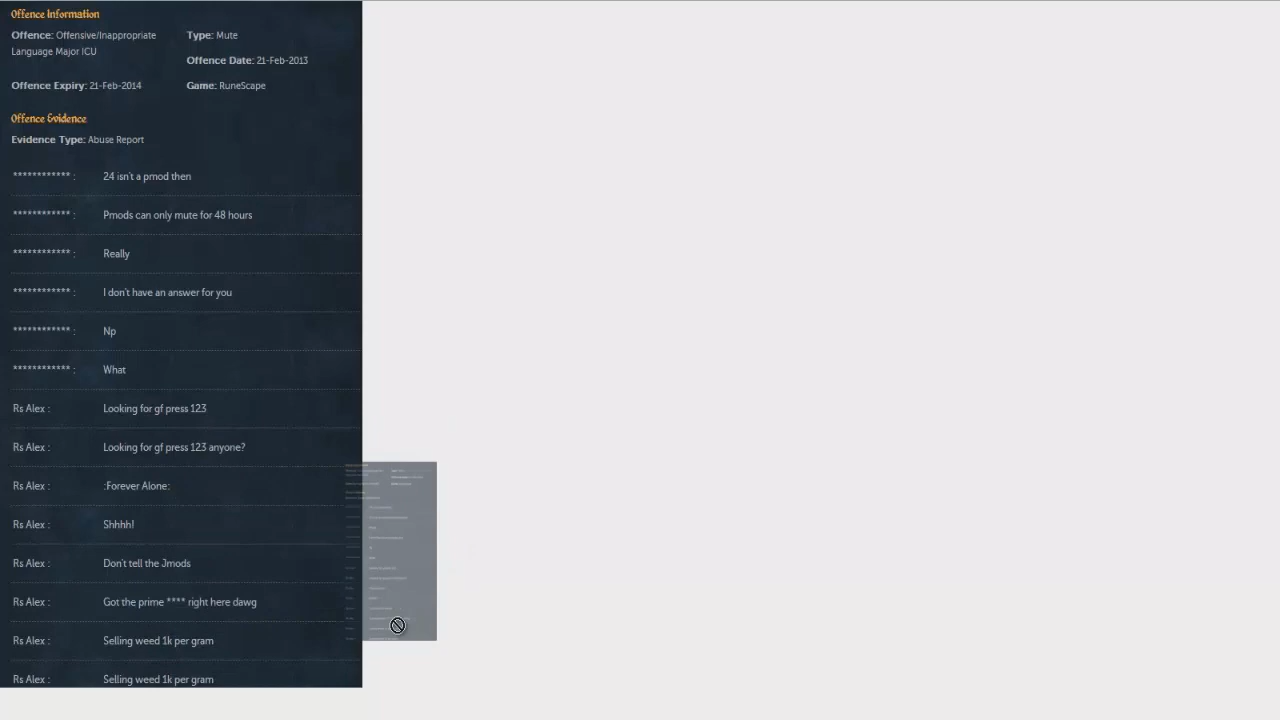 Offence Information
Offence: Offensive/Inappropriate Type: Mute
Language Major ICU
Offence Date: 21-Feb-2013
Offence Expiry: 21-Feb-2014 Game: RuneScape
Offence Evidence
Evidence Type: Abuse Report
************ : 24 isn't a pmod then
************ : Pmods can only mute for 48 hours
************ : Really
************ : I don't have an answer for you
************ : Np
************ : What
Rs Alex : Looking for gf press 123
Rs Alex : Looking for gf press 123 anyone?
Rs Alex : :Forever Alone:
Rs Alex : Shhhh!
Rs Alex : Don't tell the Jmods
Rs Alex : Got the prime **** right here dawg
Rs Alex : Selling weed 1k per gram
Rs Alex : Selling weed 1k per gram